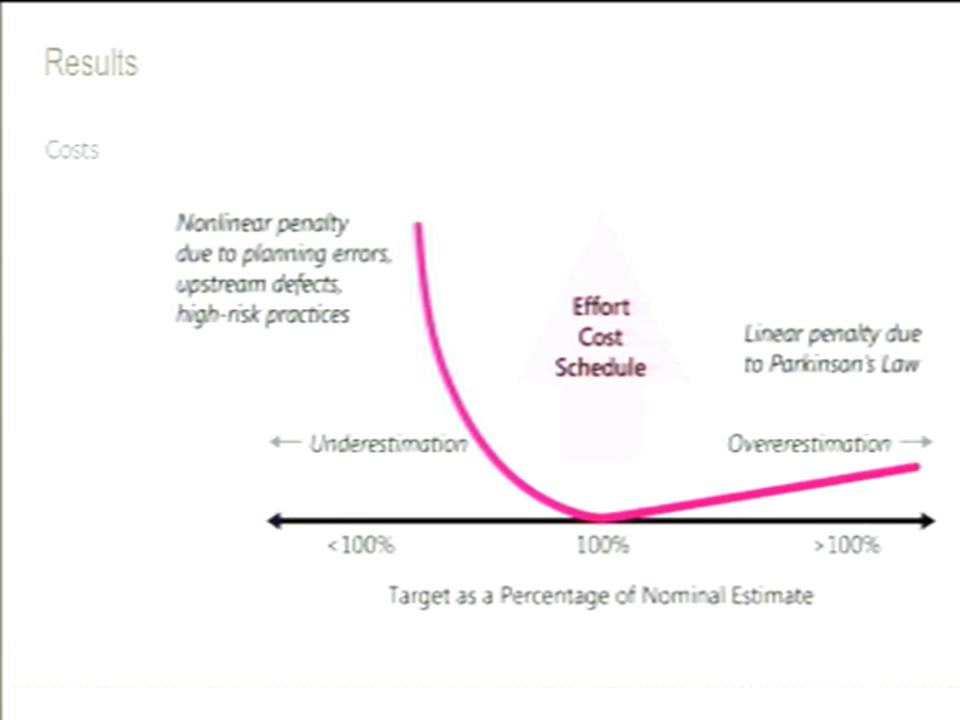 Results
Costs
Nonlinear penalty
due to planning errors,
upstream defects,
high-risk practices
Effort
Cost
Schedule
Linear penalty due
to Parkinson's Law
Underestimation
Overerestimation
<100%
100%
>100%
Target as a Percentage of Nominal Estimate